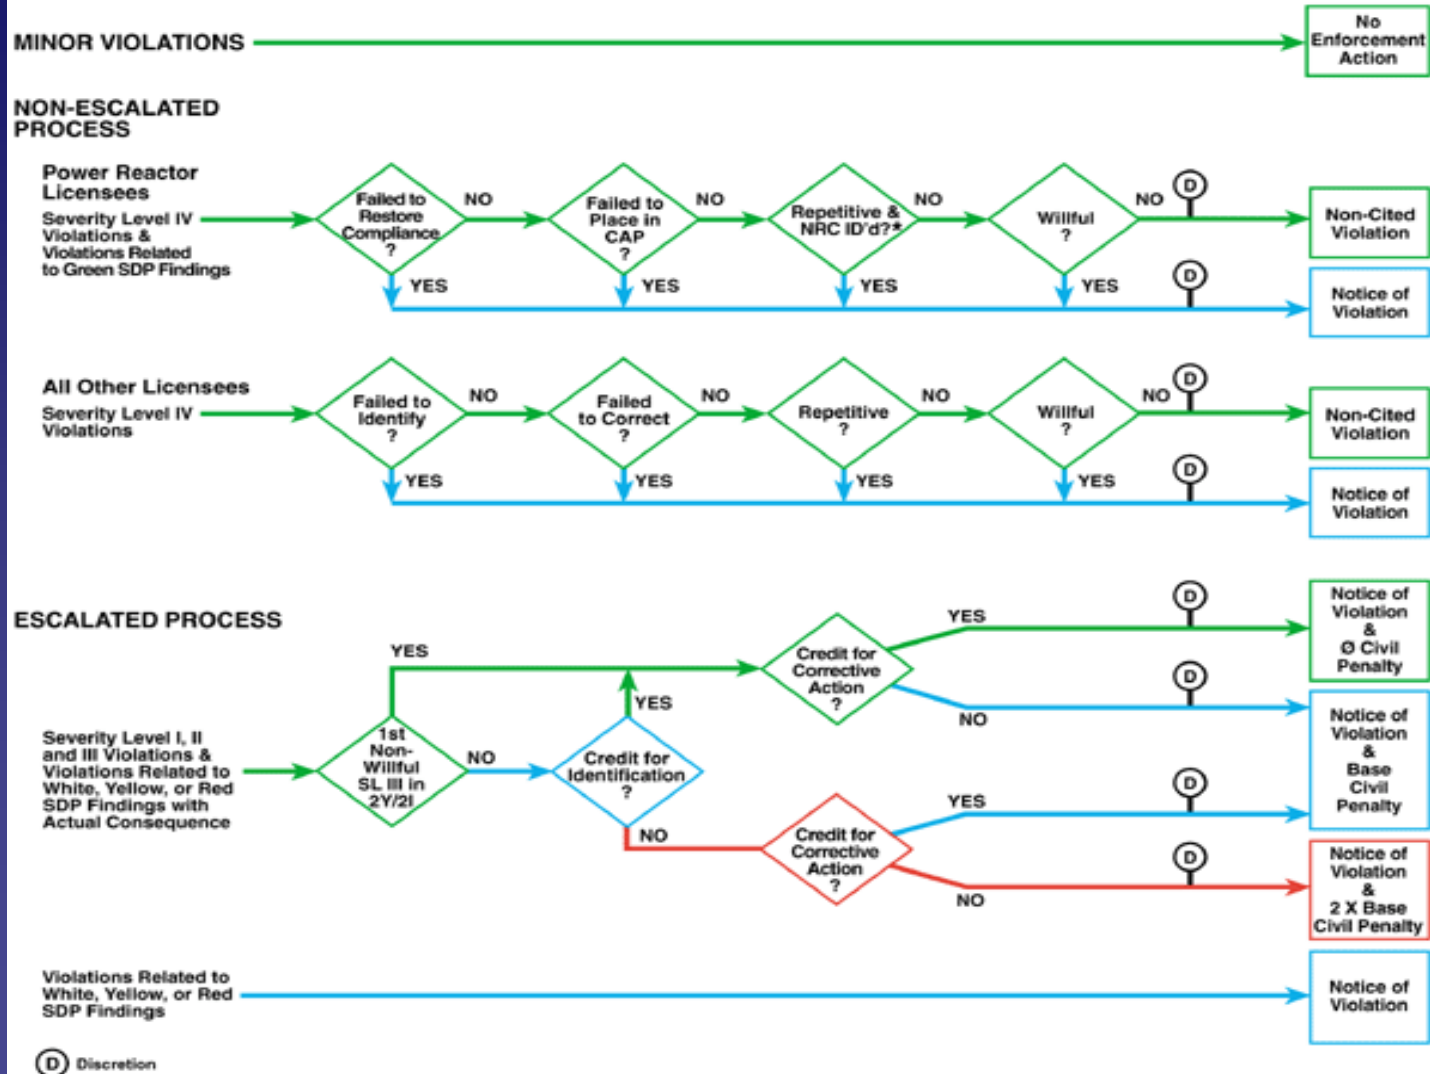 MINOR VIOLATIONS
No
Enforcement
Action
NON-ESCALATED
PROCESS
Power Reactor
Licensees
Severity Level IV
Violations &
Violations Related
to Green SDP Findings
Failed to
Restore
Compliance
?
NO
YES
Failed to
Place in
CAP
?
NO
YES
Repetitive &
NRC ID'd?*
NO
YES
Willful
?
NO
YES
D
D
Non-Cited
Violation
Notice of
Violation
All Other Licensees
Severity Level IV
Violations
Failed to
Identify
?
NO
YES
Failed
to Correct
?
NO
YES
Repetitive
?
NO
YES
Willful
?
NO
YES
D
D
Non-Cited
Violation
Notice of
Violation
ESCALATED PROCESS
Severity Level I, II
and III Violations &
Violations Related to
White, Yellow, or Red
SDP Findings with
Actual Consequence
1st
Non-
Willful
SL III in
2Y/2I
YES
NO
Credit for
Identification
?
YES
NO
Credit for
Corrective
Action
?
YES
NO
D
D
Notice of
Violation
&
Ø Civil
Penalty
Notice of
Violation
&
Base
Civil
Penalty
Credit for
Corrective
Action
?
YES
NO
D
D
Notice of
Violation
&
2 X Base
Civil Penalty
Violations Related to
White, Yellow, or Red
SDP Findings
Notice of
Violation
D Discretion